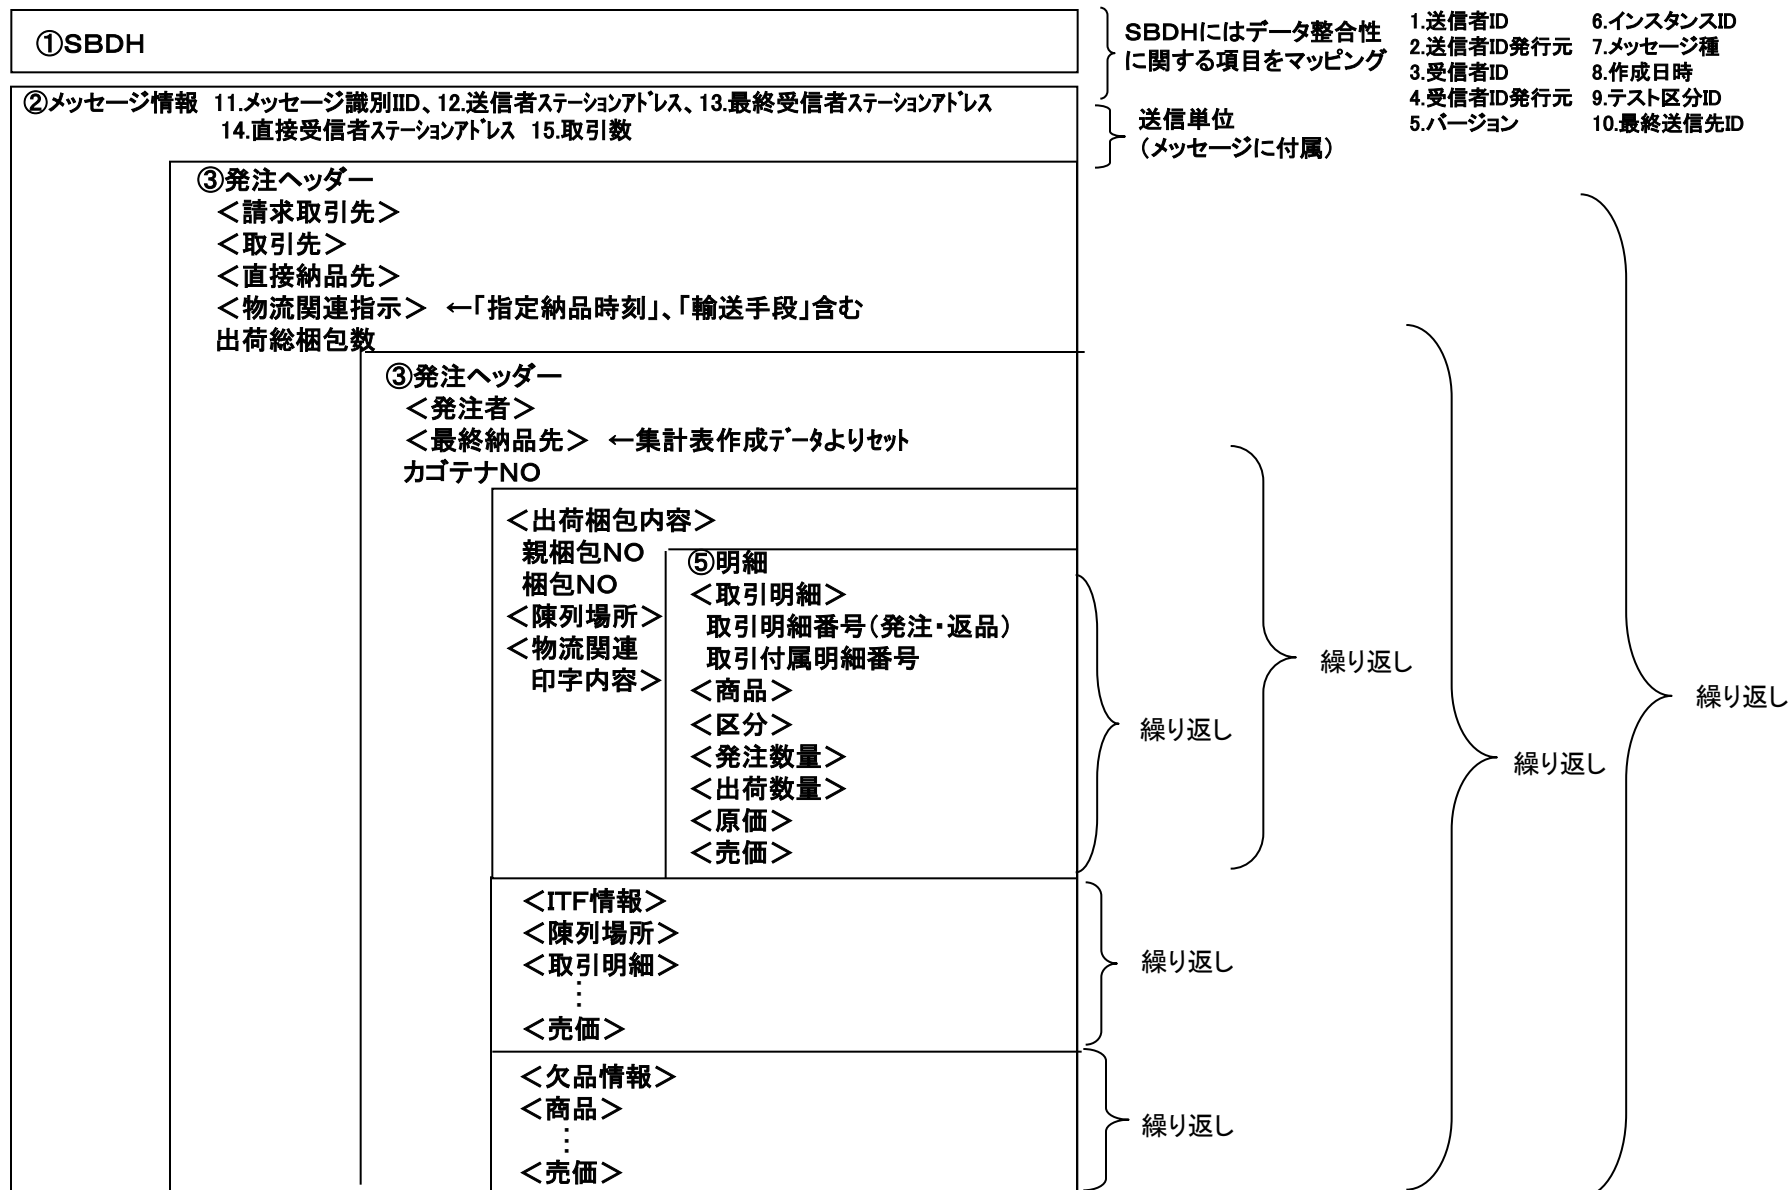 ①SBDH
SBDHにはデータ整合性
に関する項目をマッピング
1.送信者ID
2.送信者ID発行元
3.受信者ID
4.受信者ID発行元
5.バージョン
6.インスタンスID
7.メッセージ種
8.作成日時
9.テスト区分ID
10.最終送信先ID
②メッセージ情報 11.メッセージ識別IID、12.送信者ステーションアドレス、13.最終受信者ステーションアドレス
14.直接受信者ステーションアドレス 15.取引数
送信単位
（メッセージに付属）
③発注ヘッダー
＜請求取引先＞
＜取引先＞
＜直接納品先＞
＜物流関連指示＞ ←「指定納品時刻」、「輸送手段」含む
出荷総梱包数
③発注ヘッダー
＜発注者＞
＜最終納品先＞ ←集計表作成データよりセット
カゴテナNO
＜出荷梱包内容＞
親梱包NO
梱包NO
＜陳列場所＞
＜物流関連
印字内容＞
⑤明細
＜取引明細＞
取引明細番号（発注・返品）
取引付属明細番号
＜商品＞
＜区分＞
＜発注数量＞
＜出荷数量＞
＜原価＞
＜売価＞
繰り返し
繰り返し
繰り返し
繰り返し
＜ITF情報＞
＜陳列場所＞
＜取引明細＞
⋮
＜売価＞
繰り返し
＜欠品情報＞
＜商品＞
⋮
＜売価＞
繰り返し